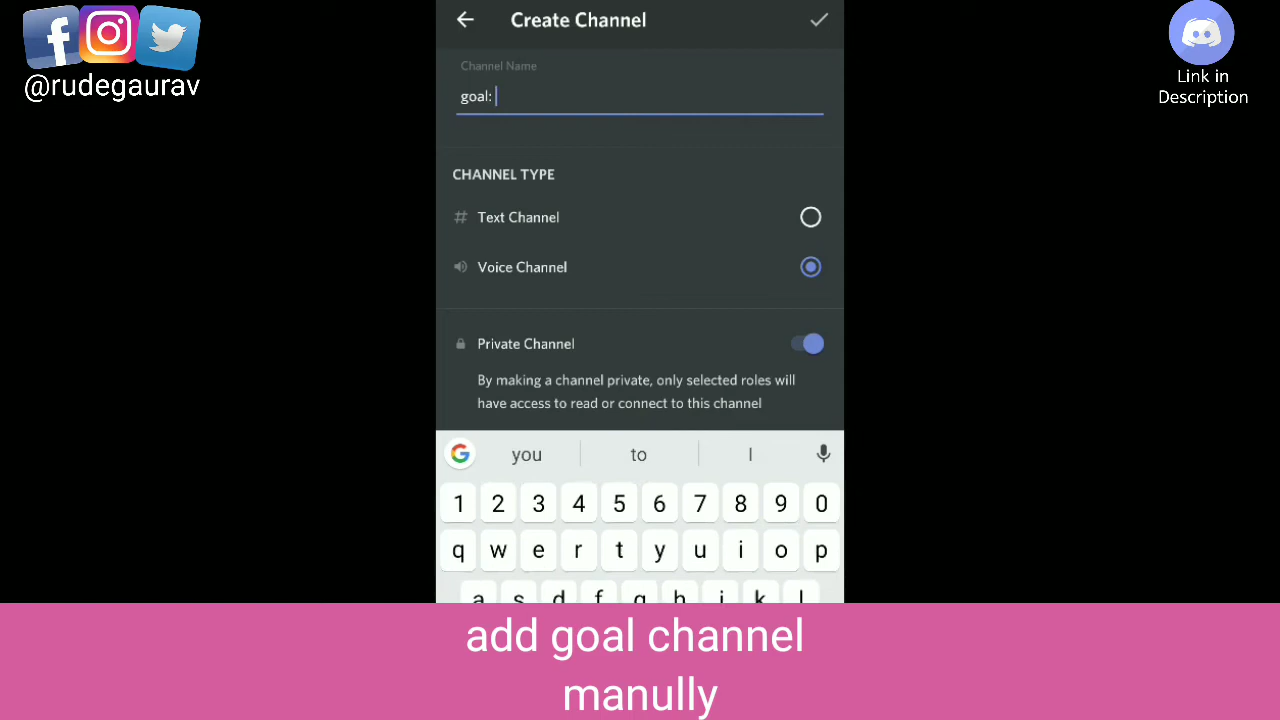 @rudegaurav
Link in
Description
Create Channel
Channel Name
goal:
CHANNEL TYPE
# Text Channel
Voice Channel
Private Channel
By making a channel private, only selected roles will
have access to read or connect to this channel
G you to I
1 2 3 4 5 6 7 8 9 0
q w e r t y u i o p
a s d f g h j k l
add goal channel
manully